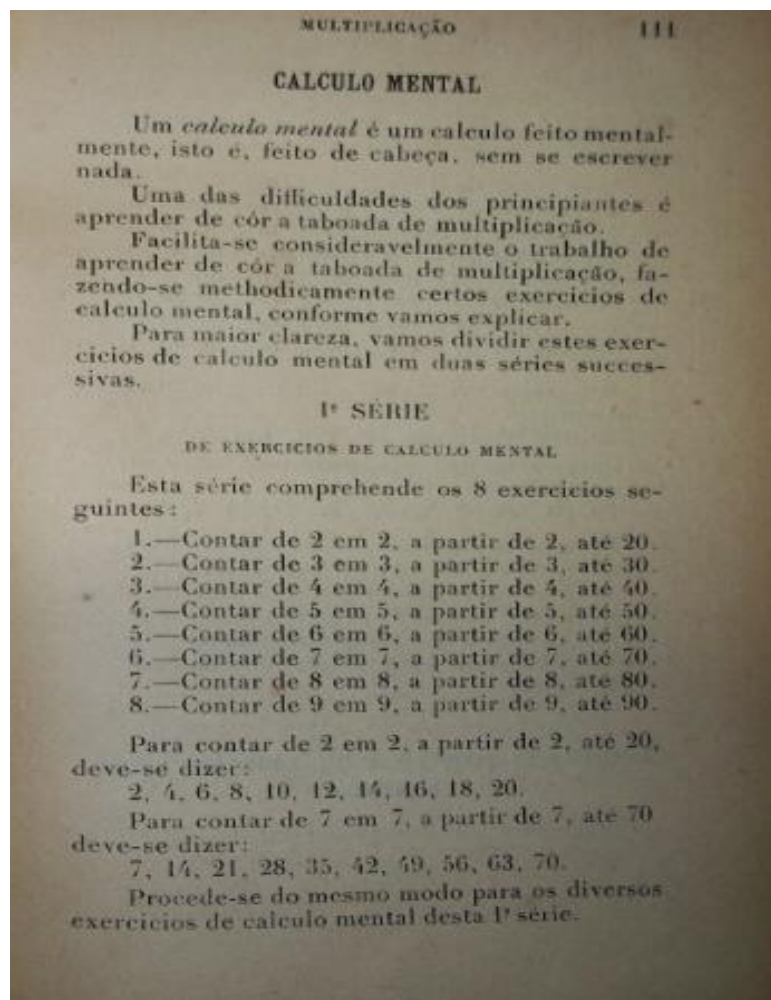 MULTIPLICAÇÃO 111
CALCULO MENTAL
Um calculo mental é um calculo feito mental-
mente, isto é, feito de cabeça, sem se escrever
nada.
Uma das difficuldades dos principiantes é
aprender de cór a taboada de multiplicação.
Facilita-se consideravelmente o trabalho de
aprender de cór a taboada de multiplicação, fa-
zendo-se methodicamente certos exercicios de
calculo mental, conforme vamos explicar.
Para maior clareza, vamos dividir estes exer-
cicios de calculo mental em duas séries succes-
sivas.
1ª SÉRIE
DE EXERCICIOS DE CALCULO MENTAL
Esta série comprehende os 8 exercicios se-
guintes:
1.—Contar de 2 em 2, a partir de 2, até 20.
2.—Contar de 3 em 3, a partir de 3, até 30.
3.—Contar de 4 em 4, a partir de 4, até 40.
4.—Contar de 5 em 5, a partir de 5, até 50.
5.—Contar de 6 em 6, a partir de 6, até 60.
6.—Contar de 7 em 7, a partir de 7, até 70.
7.—Contar de 8 em 8, a partir de 8, até 80.
8.—Contar de 9 em 9, a partir de 9, até 90.
Para contar de 2 em 2, a partir de 2, até 20,
deve-se dizer:
2, 4, 6, 8, 10, 12, 14, 16, 18, 20.
Para contar de 7 em 7, a partir de 7, até 70
deve-se dizer:
7, 14, 21, 28, 35, 42, 49, 56, 63, 70.
Procede-se do mesmo modo para os diversos
exercicios de calculo mental desta 1ª série.